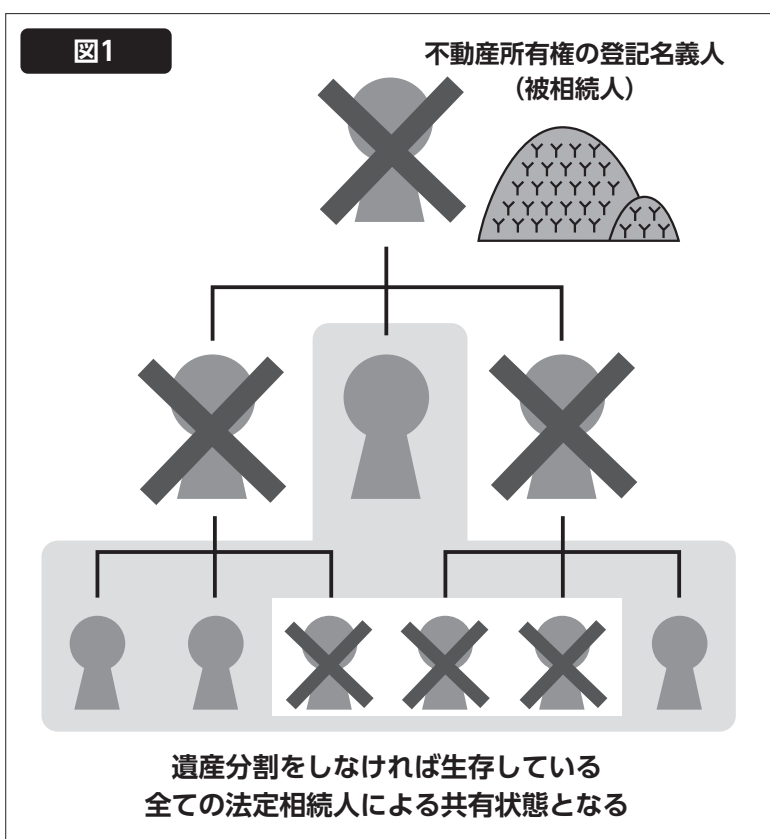 図1
不動産所有権の登記名義人
（被相続人）
遺産分割をしなければ生存している
全ての法定相続人による共有状態となる